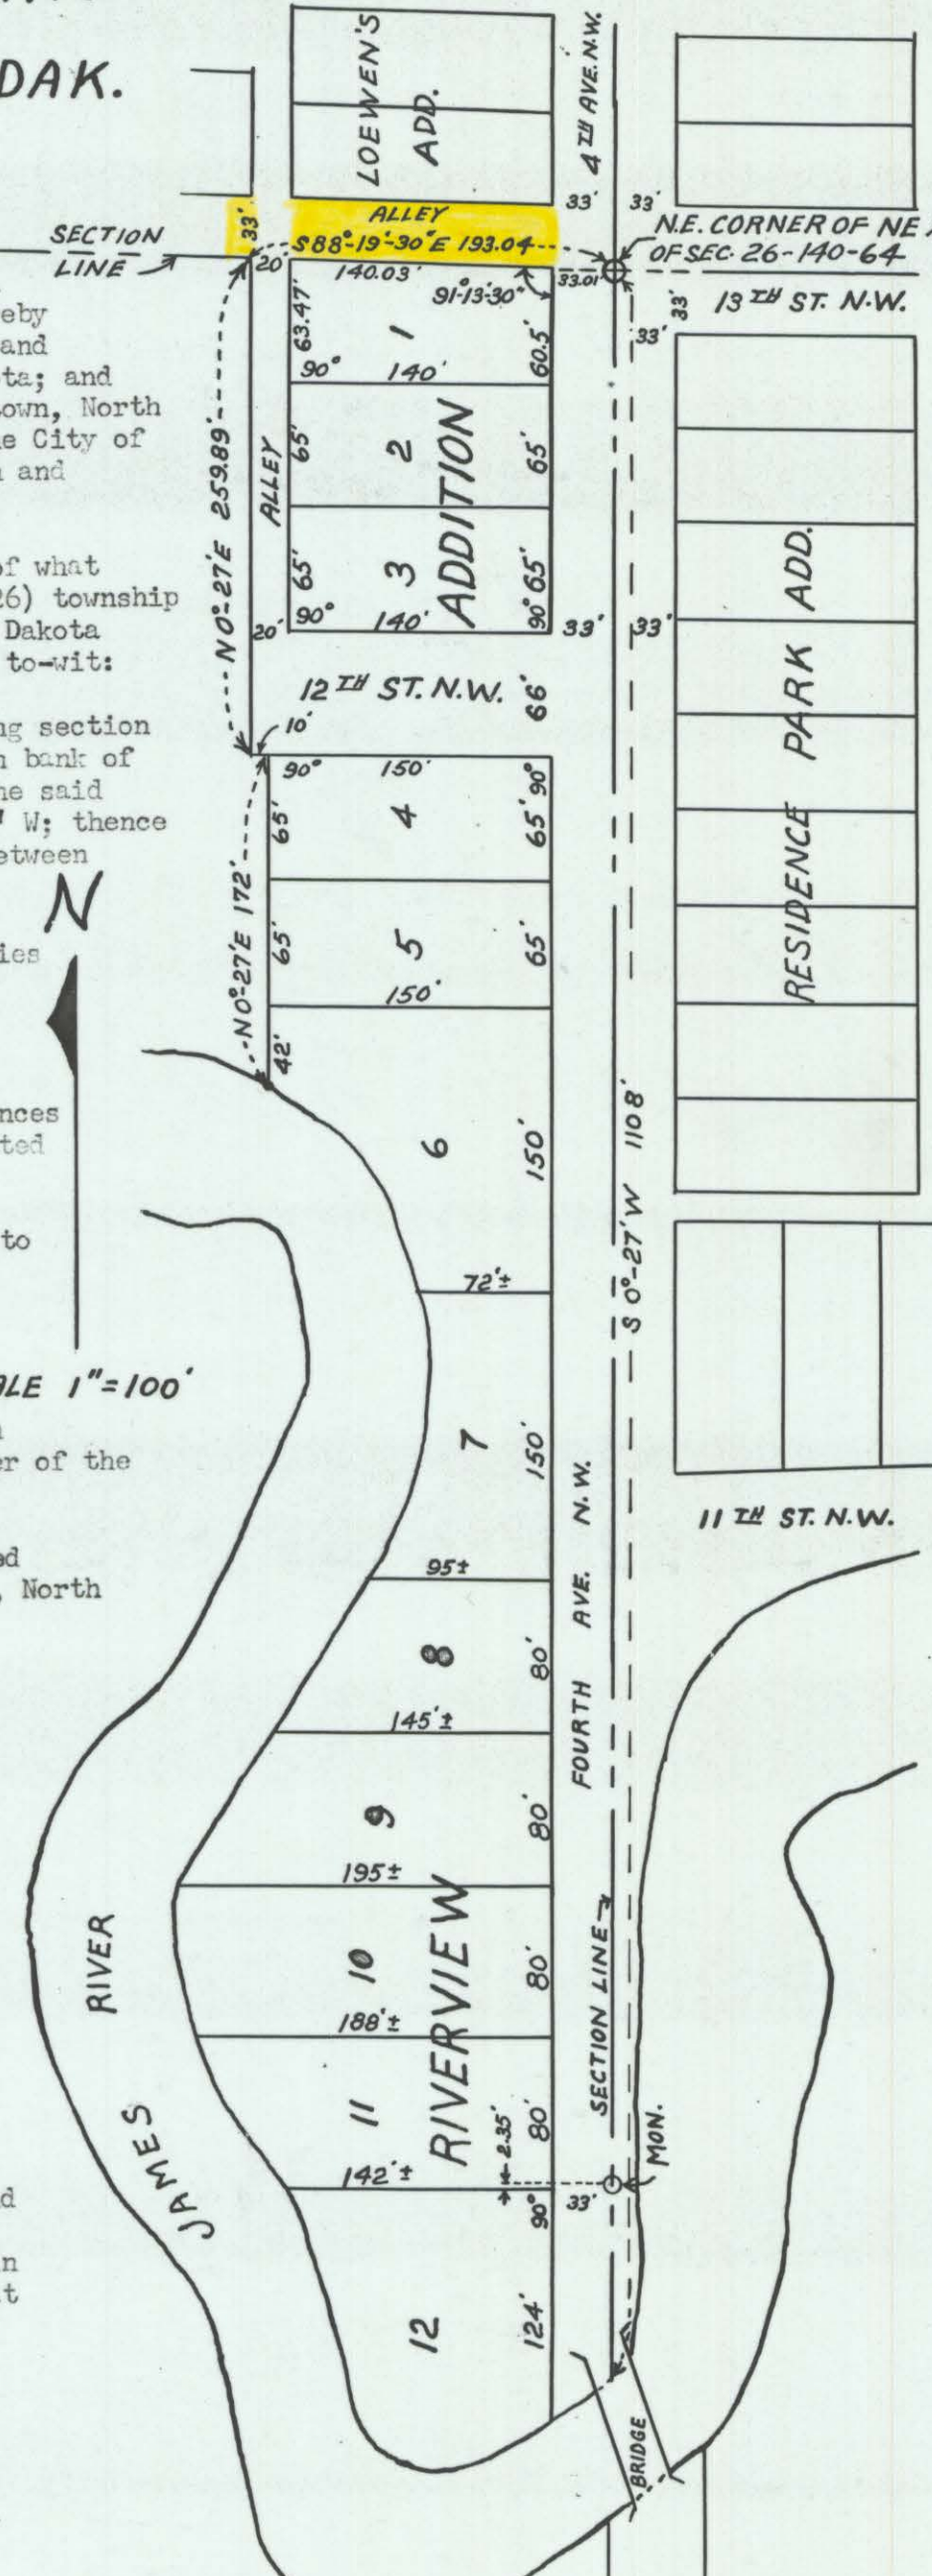 DAK.
LOEWEN'S
ADD.
4TH AVE. N.W.
33'
33'
33'
ALLEY
S88°-19'-30"E 193.04
SECTION
LINE
N.E. CORNER OF NE
OF SEC. 26-140-64
20'
140.03'
91-13'-30"
33.01
33'
13TH ST. N.W.
33'
63.47'
1
60.5'
90°
140'
N0°-27'E 259.89'
ALLEY
65'
2
65'
ADDITION
65'
3
65'
90°
140'
90°
20'
33'
33'
12TH ST. N.W.
66'
10'
90°
150'
90°
65'
4
65'
N0°-27'E 172'
65'
5
65'
150'
42'
6
150'
72'±
7
150'
95±
8
80'
145'±
9
80'
195±
10
80'
188'±
11
80'
2.35'
142'±
90°
33'
12
124'
RIVERVIEW
S 0°-27'W 1108'
FOURTH AVE. N.W.
SECTION LINE
MON.
BRIDGE
RESIDENCE PARK ADD.
11TH ST. N.W.
JAMES
RIVER
N
SCALE 1"=100'
eby
and
ta; and
town, North
e City of
n and
of what
26) township
Dakota
to-wit:
ng section
n bank of
he said
W; thence
etween
ies
nces
ted
to
er of the
ed
, North
d
n
t